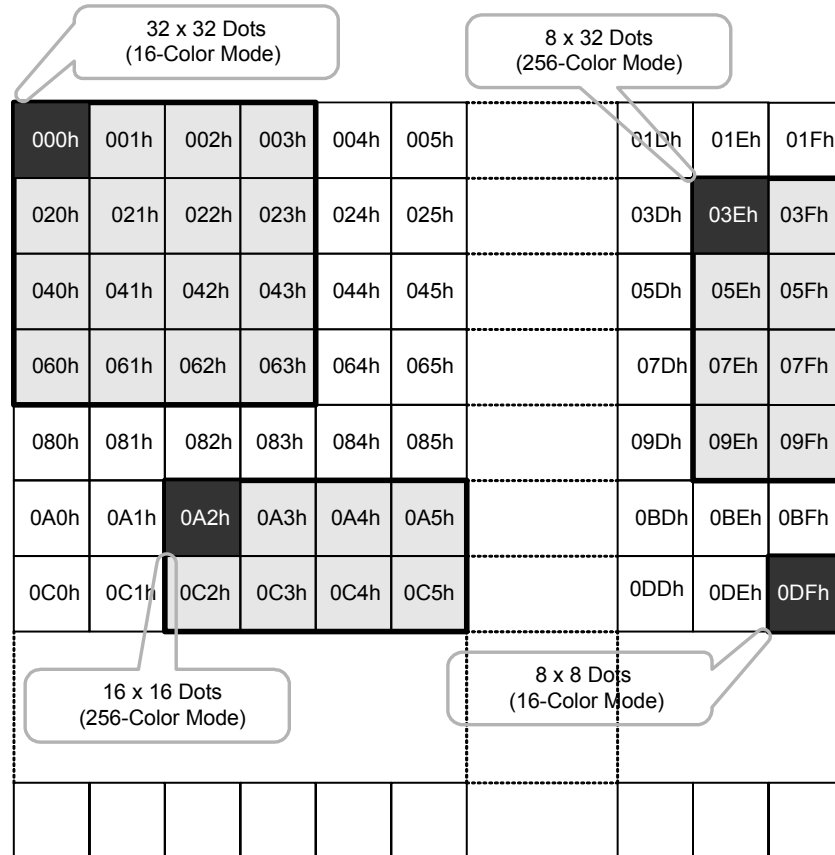 32 x 32 Dots
(16-Color Mode)
8 x 32 Dots
(256-Color Mode)
000h 001h 002h 003h 004h 005h 01Dh 01Eh 01Fh
020h 021h 022h 023h 024h 025h 03Dh 03Eh 03Fh
040h 041h 042h 043h 044h 045h 05Dh 05Eh 05Fh
060h 061h 062h 063h 064h 065h 07Dh 07Eh 07Fh
080h 081h 082h 083h 084h 085h 09Dh 09Eh 09Fh
0A0h 0A1h 0A2h 0A3h 0A4h 0A5h 0BDh 0BEh 0BFh
0C0h 0C1h 0C2h 0C3h 0C4h 0C5h 0DDh 0DEh 0DFh
16 x 16 Dots
(256-Color Mode)
8 x 8 Dots
(16-Color Mode)